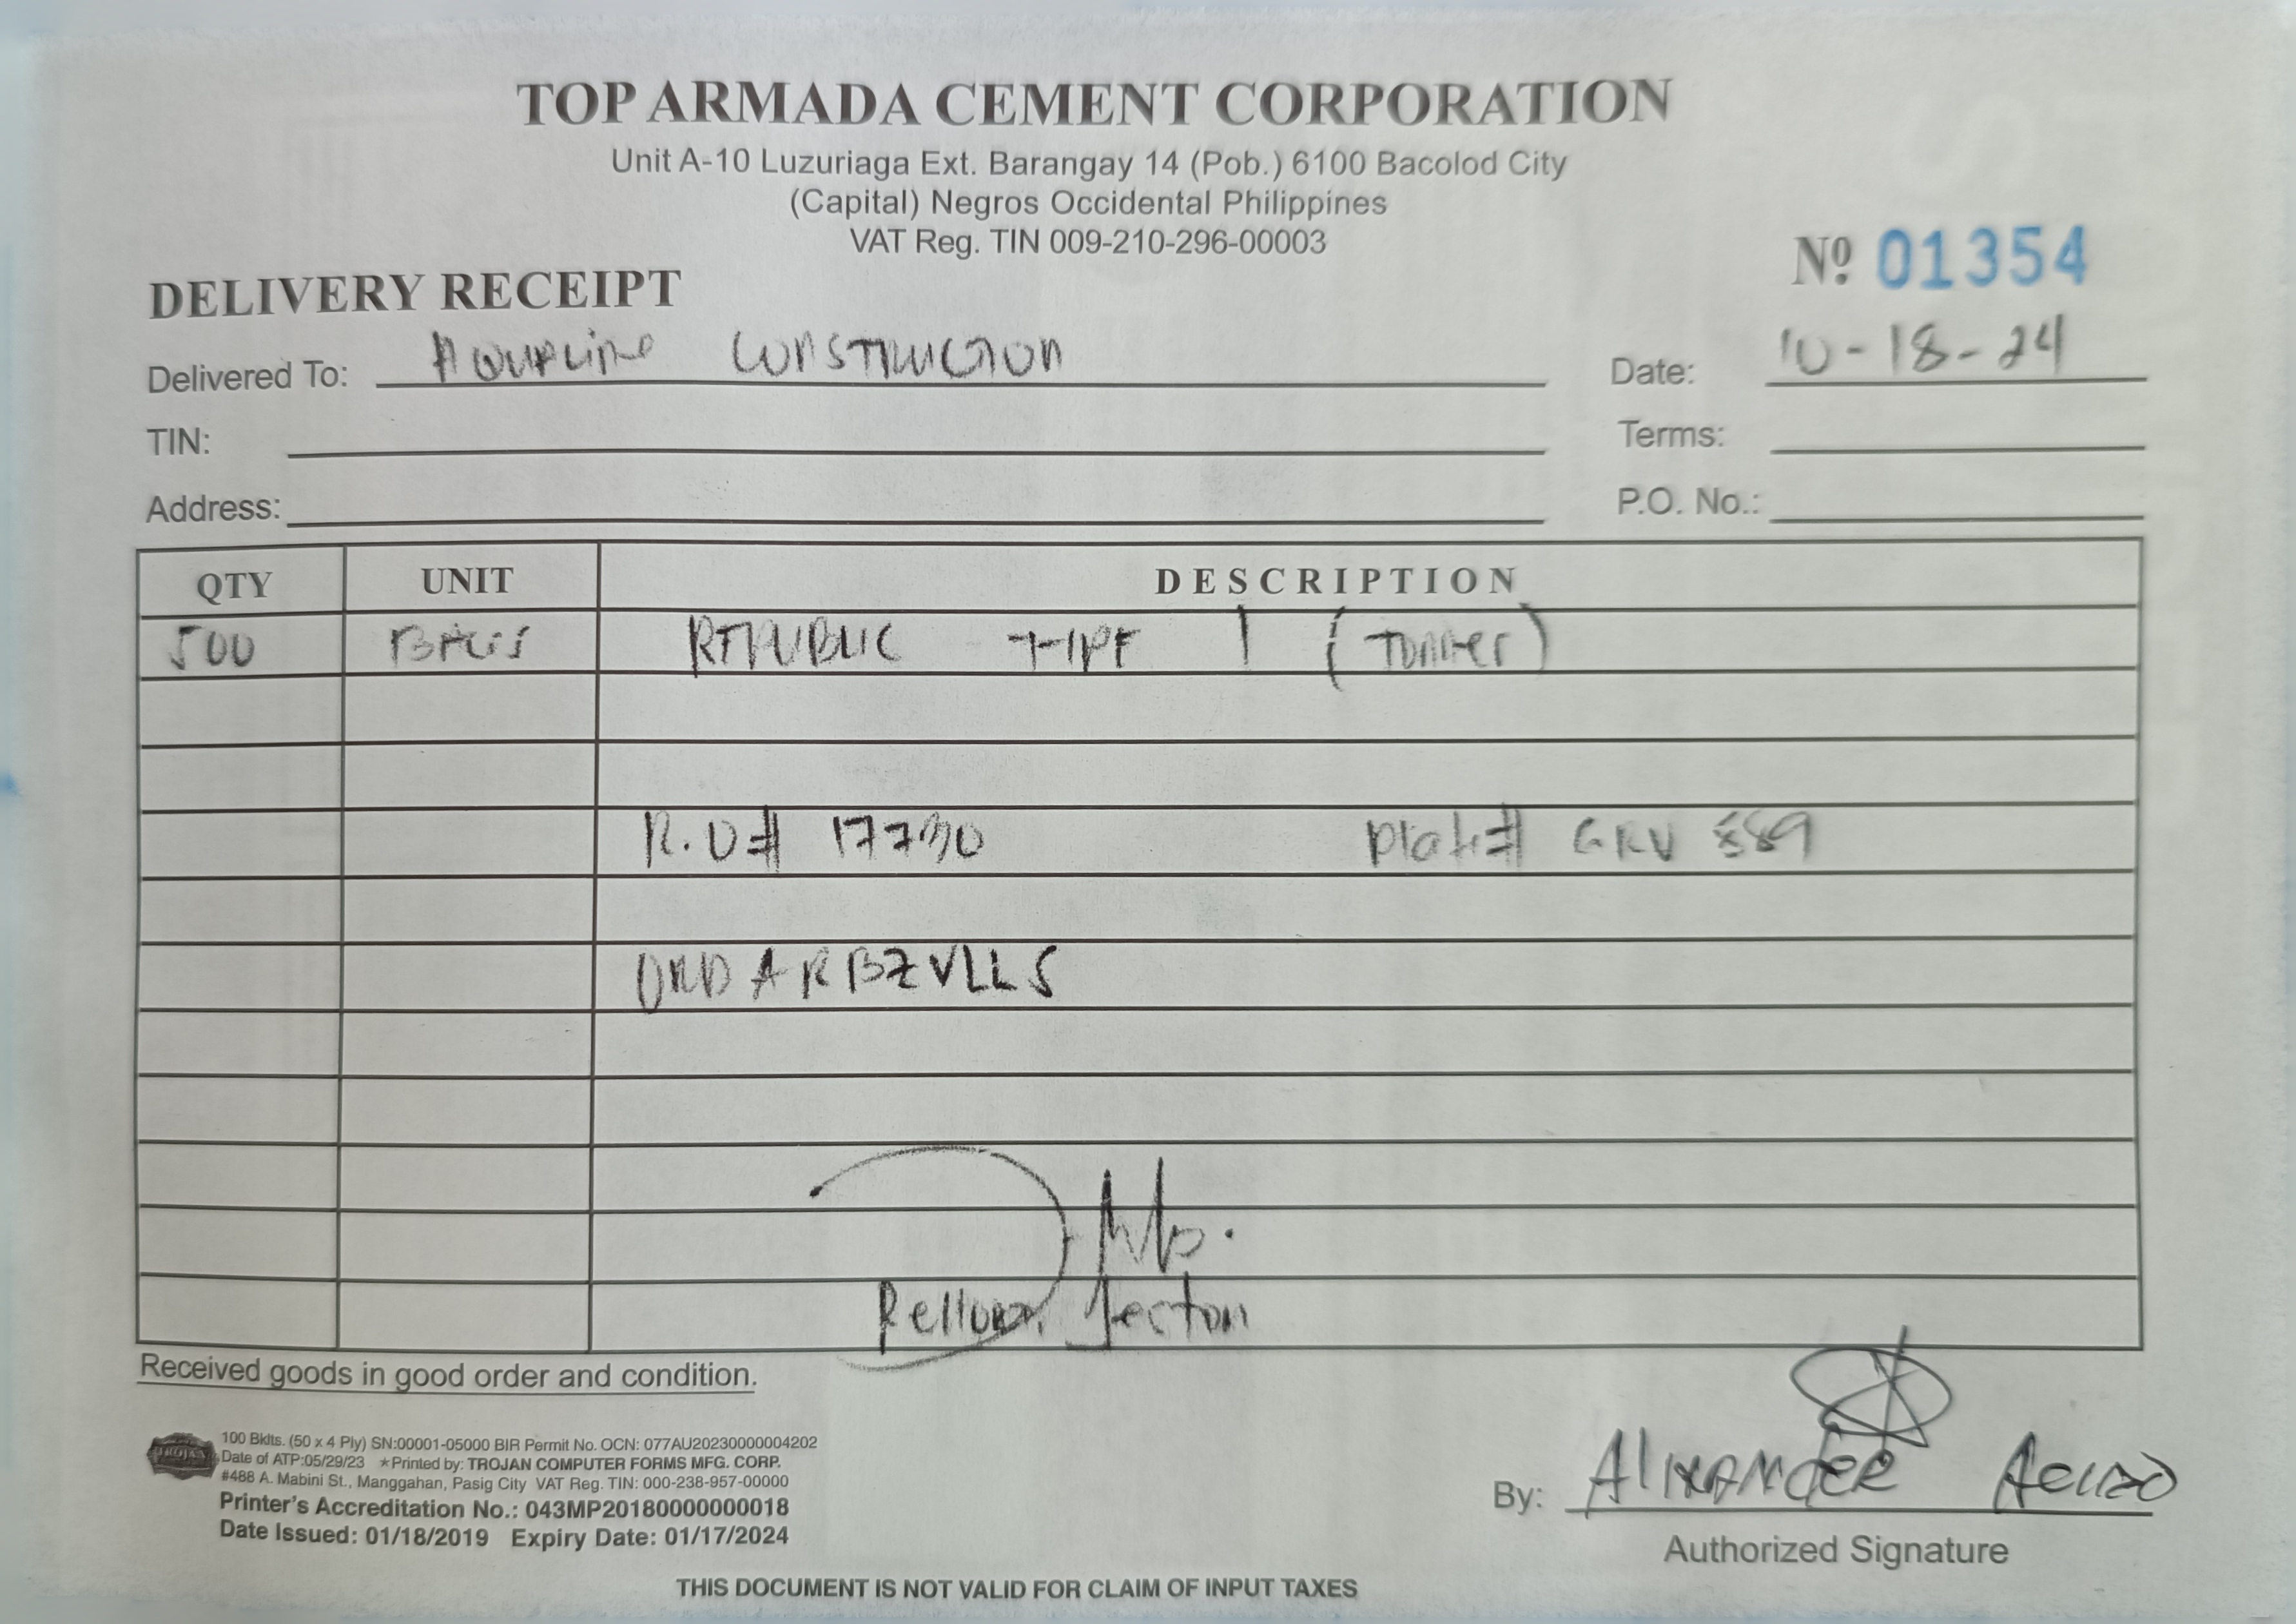 TOP ARMADA CEMENT CORPORATION
Unit A-10 Luzuriaga Ext. Barangay 14 (Pob.) 6100 Bacolod City
(Capital) Negros Occidental Philippines
VAT Reg. TIN 009-210-296-00003
Nº 01354
DELIVERY RECEIPT
Delivered To: CONSTRUCTION Date: 10-18-24
TIN: Terms:
Address: P.O. No.:
QTY UNIT DESCRIPTION
500 BAGS REPUBLIC TYPE 1 (TONNER)
R.O# 17730 Plate#
Received goods in good order and condition.
TROJAN
100 Bklts. (50 x 4 Ply) SN:00001-05000 BIR Permit No. OCN: 077AU20230000004202
Date of ATP:05/29/23 ★Printed by: TROJAN COMPUTER FORMS MFG. CORP.
#488 A. Mabini St., Manggahan, Pasig City VAT Reg. TIN: 000-238-957-00000
Printer's Accreditation No.: 043MP20180000000018
Date Issued: 01/18/2019 Expiry Date: 01/17/2024
By: ALEXANDER
Authorized Signature
THIS DOCUMENT IS NOT VALID FOR CLAIM OF INPUT TAXES